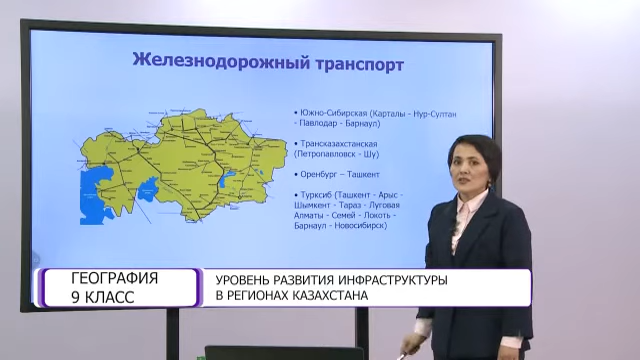 Железнодорожный транспорт
• Южно-Сибирская (Карталы - Нур-Султан
- Павлодар - Барнаул)
• Трансказахстанская
(Петропавловск - Шу)
• Оренбург – Ташкент
• Турксиб (Ташкент - Арыс -
Шымкент - Тараз - Луговая
Алматы - Семей - Локоть -
Барнаул - Новосибирск)
ГЕОГРАФИЯ
9 КЛАСС
УРОВЕНЬ РАЗВИТИЯ ИНФРАСТРУКТУРЫ
В РЕГИОНАХ КАЗАХСТАНА